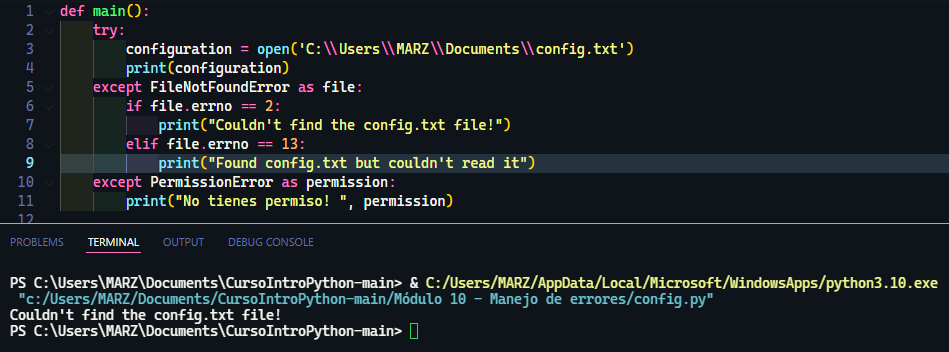 1 def main():
2 try:
3 configuration = open('C:\\Users\\MARZ\\Documents\\config.txt')
4 print(configuration)
5 except FileNotFoundError as file:
6 if file.errno == 2:
7 print("Couldn't find the config.txt file!")
8 elif file.errno == 13:
9 print("Found config.txt but couldn't read it")
10 except PermissionError as permission:
11 print("No tienes permiso! ", permission)
12
PROBLEMS TERMINAL OUTPUT DEBUG CONSOLE
PS C:\Users\MARZ\Documents\CursoIntroPython-main> & C:/Users/MARZ/AppData/Local/Microsoft/WindowsApps/python3.10.exe
"c:/Users/MARZ/Documents/CursoIntroPython-main/Módulo 10 - Manejo de errores/config.py"
Couldn't find the config.txt file!
PS C:\Users\MARZ\Documents\CursoIntroPython-main>